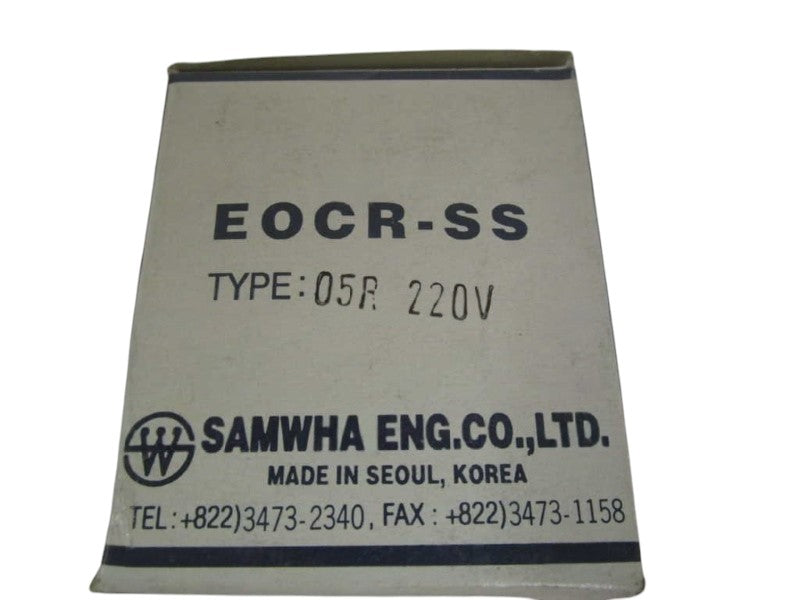 EOCR-SS
TYPE: 05R 220V
SAMWHA ENG.CO.,LTD.
MADE IN SEOUL, KOREA
TEL:+822)3473-2340, FAX : +822)3473-1158